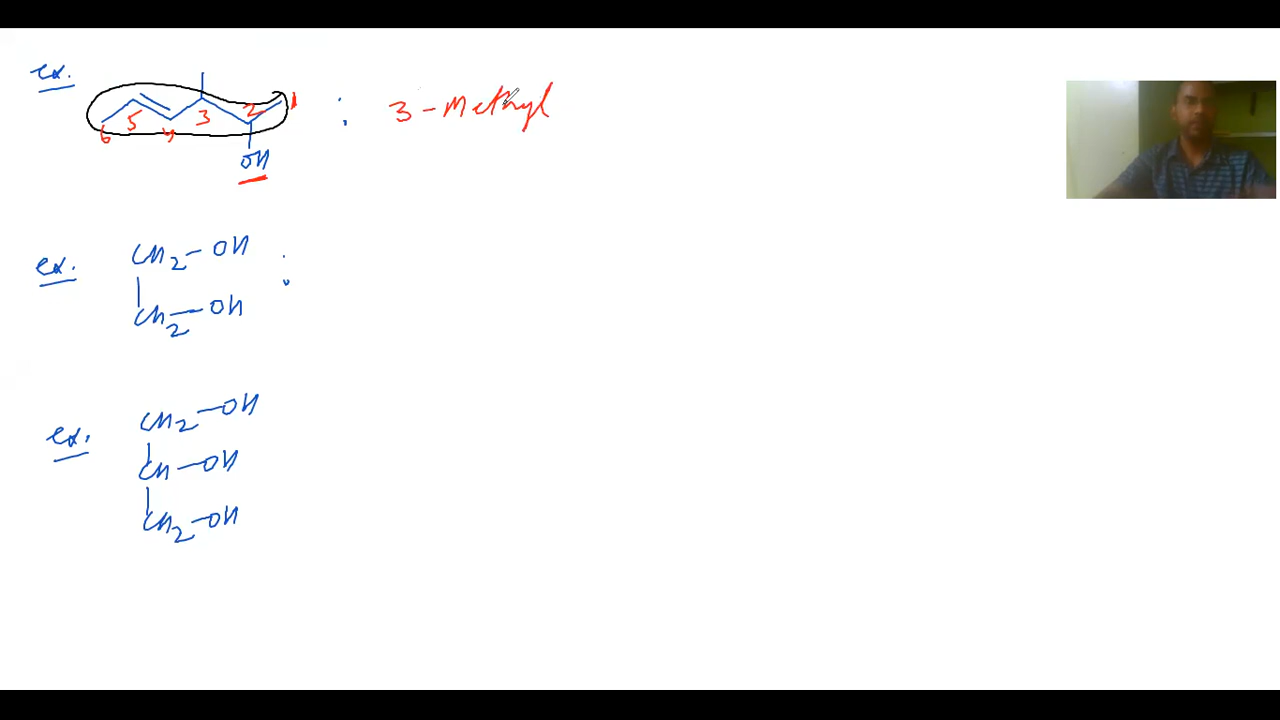 ex.
6 5 4 3 2 1
OH
: 3-Methyl
ex. CH2-OH :
CH2-OH
ex. CH2-OH
CH-OH
CH2-OH